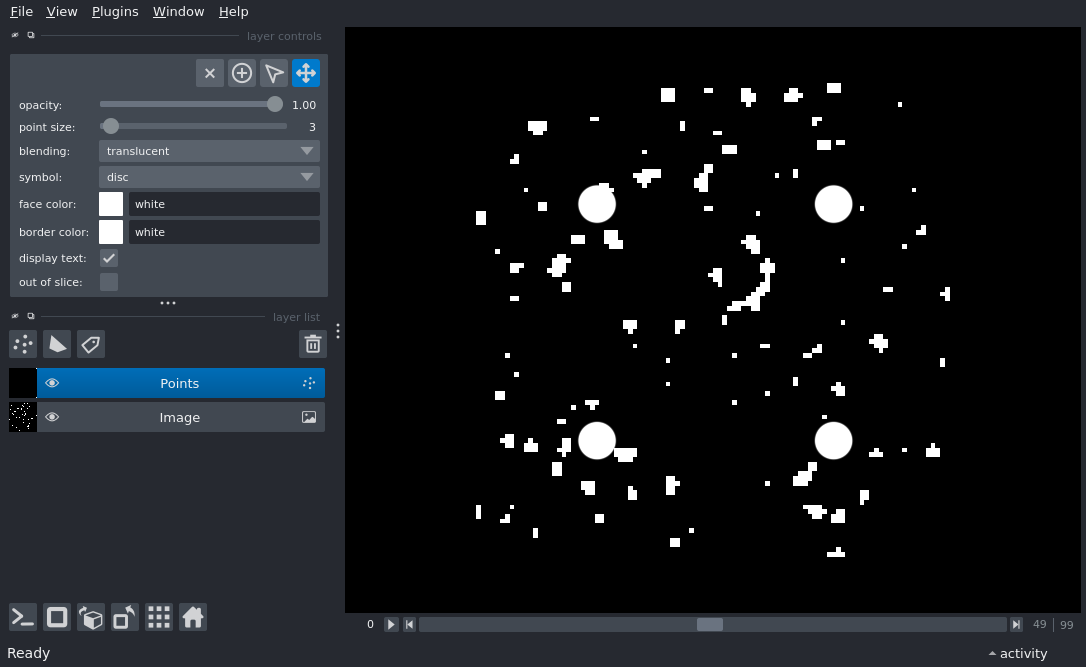 File View Plugins Window Help
layer controls
opacity: 1.00
point size: 3
blending: translucent
symbol: disc
face color: white
border color: white
display text:
out of slice:
layer list
Points
Image
0 49 99
Ready activity